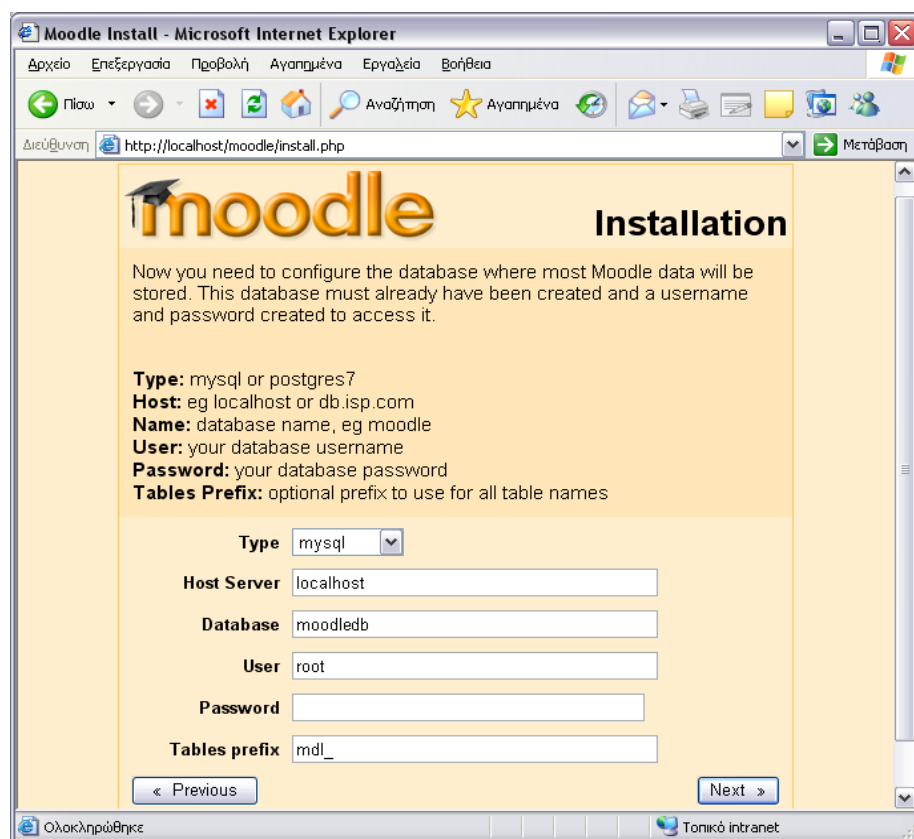 Moodle Install - Microsoft Internet Explorer
Αρχείο Επεξεργασία Προβολή Αγαπημένα Εργαλεία Βοήθεια
Πίσω Αναζήτηση Αγαπημένα
Διεύθυνση http://localhost/moodle/install.php Μετάβαση
moodle Installation
Now you need to configure the database where most Moodle data will be
stored. This database must already have been created and a username
and password created to access it.
Type: mysql or postgres7
Host: eg localhost or db.isp.com
Name: database name, eg moodle
User: your database username
Password: your database password
Tables Prefix: optional prefix to use for all table names
Type mysql
Host Server localhost
Database moodledb
User root
Password
Tables prefix mdl_
« Previous Next »
Ολοκληρώθηκε Τοπικό intranet